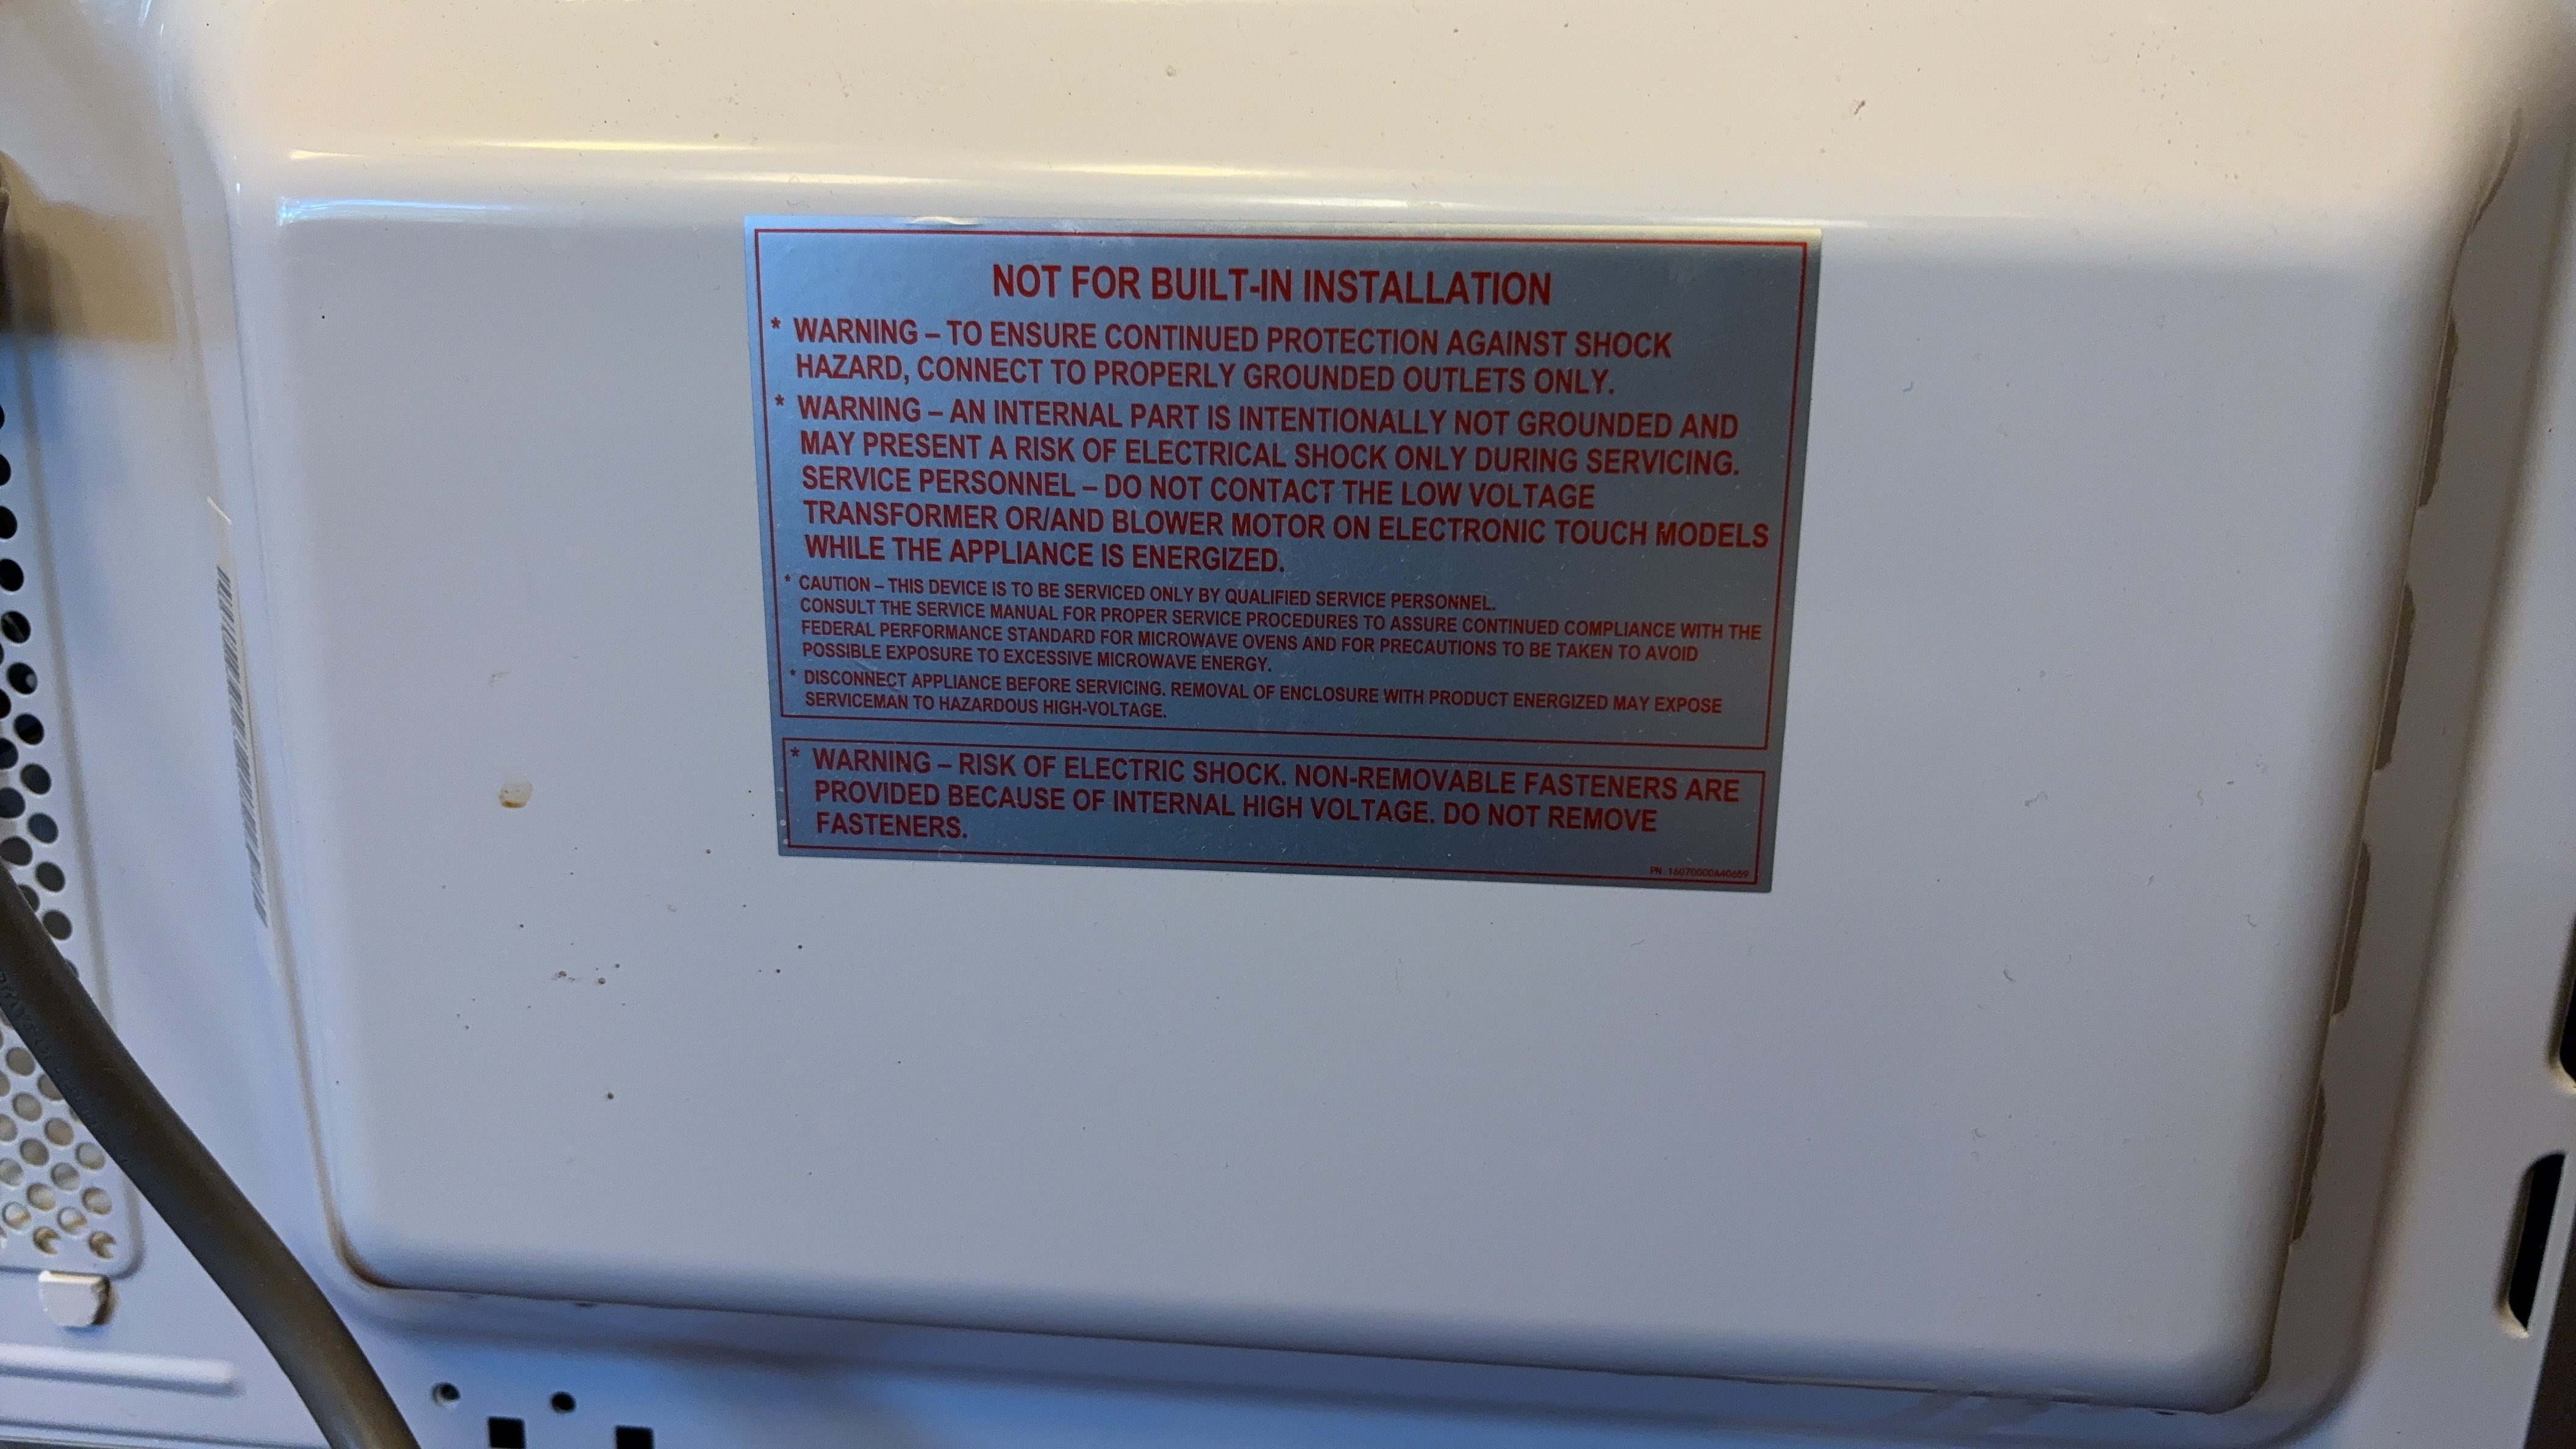 NOT FOR BUILT-IN INSTALLATION
* WARNING – TO ENSURE CONTINUED PROTECTION AGAINST SHOCK
HAZARD, CONNECT TO PROPERLY GROUNDED OUTLETS ONLY.
* WARNING – AN INTERNAL PART IS INTENTIONALLY NOT GROUNDED AND
MAY PRESENT A RISK OF ELECTRICAL SHOCK ONLY DURING SERVICING.
SERVICE PERSONNEL – DO NOT CONTACT THE LOW VOLTAGE
TRANSFORMER OR/AND BLOWER MOTOR ON ELECTRONIC TOUCH MODELS
WHILE THE APPLIANCE IS ENERGIZED.
* CAUTION – THIS DEVICE IS TO BE SERVICED ONLY BY QUALIFIED SERVICE PERSONNEL.
CONSULT THE SERVICE MANUAL FOR PROPER SERVICE PROCEDURES TO ASSURE CONTINUED COMPLIANCE WITH THE
FEDERAL PERFORMANCE STANDARD FOR MICROWAVE OVENS AND FOR PRECAUTIONS TO BE TAKEN TO AVOID
POSSIBLE EXPOSURE TO EXCESSIVE MICROWAVE ENERGY.
* DISCONNECT APPLIANCE BEFORE SERVICING. REMOVAL OF ENCLOSURE WITH PRODUCT ENERGIZED MAY EXPOSE
SERVICEMAN TO HAZARDOUS HIGH-VOLTAGE.
* WARNING – RISK OF ELECTRIC SHOCK. NON-REMOVABLE FASTENERS ARE
PROVIDED BECAUSE OF INTERNAL HIGH VOLTAGE. DO NOT REMOVE
FASTENERS.
PN. 16070000A40659